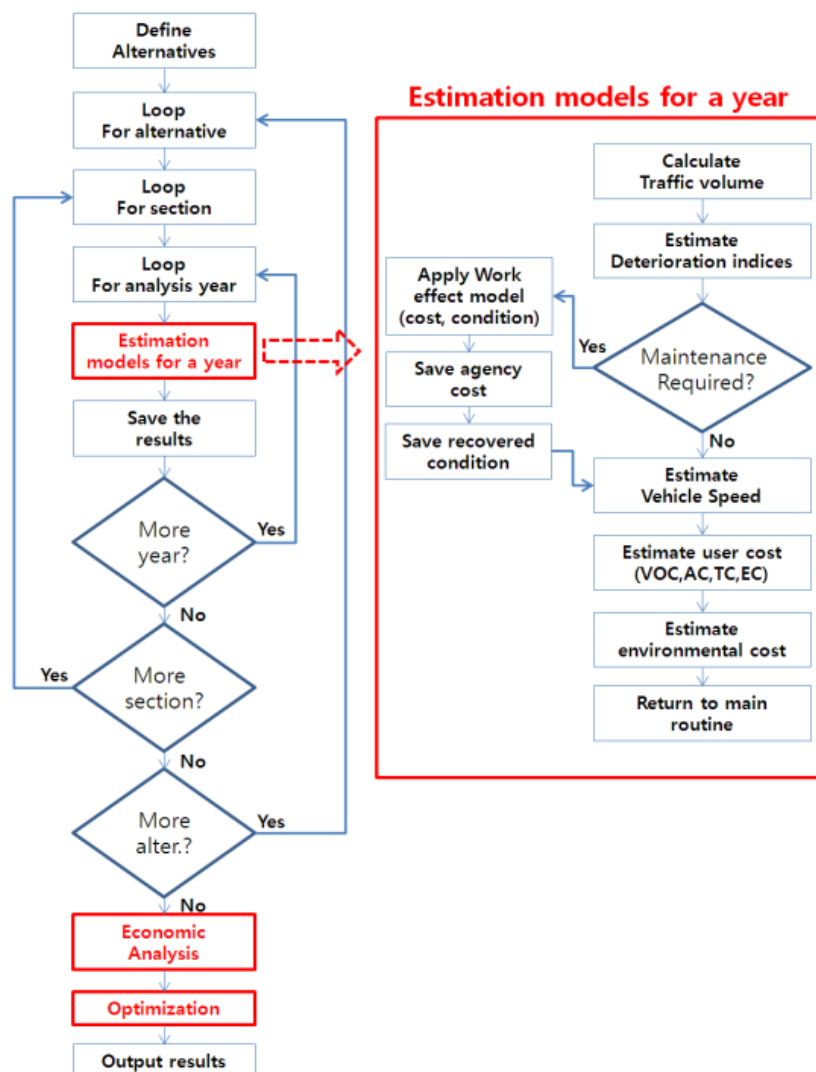 Define
Alternatives
Loop
For alternative
Loop
For section
Loop
For analysis year
Estimation
models for a year
Save the
results
More
year?
Yes
No
More
section?
Yes
No
More
alter.?
Yes
No
Economic
Analysis
Optimization
Output results
Estimation models for a year
Calculate
Traffic volume
Estimate
Deterioration indices
Maintenance
Required?
Yes
No
Apply Work
effect model
(cost, condition)
Save agency
cost
Save recovered
condition
Estimate
Vehicle Speed
Estimate user cost
(VOC,AC,TC,EC)
Estimate
environmental cost
Return to main
routine